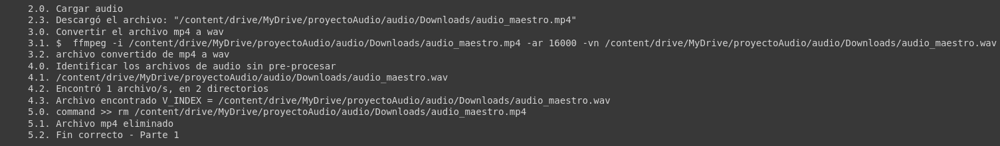 2.0. Cargar audio
2.3. Descargó el archivo: "/content/drive/MyDrive/proyectoAudio/audio/Downloads/audio_maestro.mp4"
3.0. Convertir el archivo mp4 a wav
3.1. $  ffmpeg -i /content/drive/MyDrive/proyectoAudio/audio/Downloads/audio_maestro.mp4 -ar 16000 -vn /content/drive/MyDrive/proyectoAudio/audio/Downloads/audio_maestro.wav
3.2. archivo convertido de mp4 a wav
4.0. Identificar los archivos de audio sin pre-procesar
4.1. /content/drive/MyDrive/proyectoAudio/audio/Downloads/audio_maestro.wav
4.2. Encontró 1 archivo/s, en 2 directorios
4.3. Archivo encontrado V_INDEX = /content/drive/MyDrive/proyectoAudio/audio/Downloads/audio_maestro.wav
5.0. command >> rm /content/drive/MyDrive/proyectoAudio/audio/Downloads/audio_maestro.mp4
5.1. Archivo mp4 eliminado
5.2. Fin correcto - Parte 1